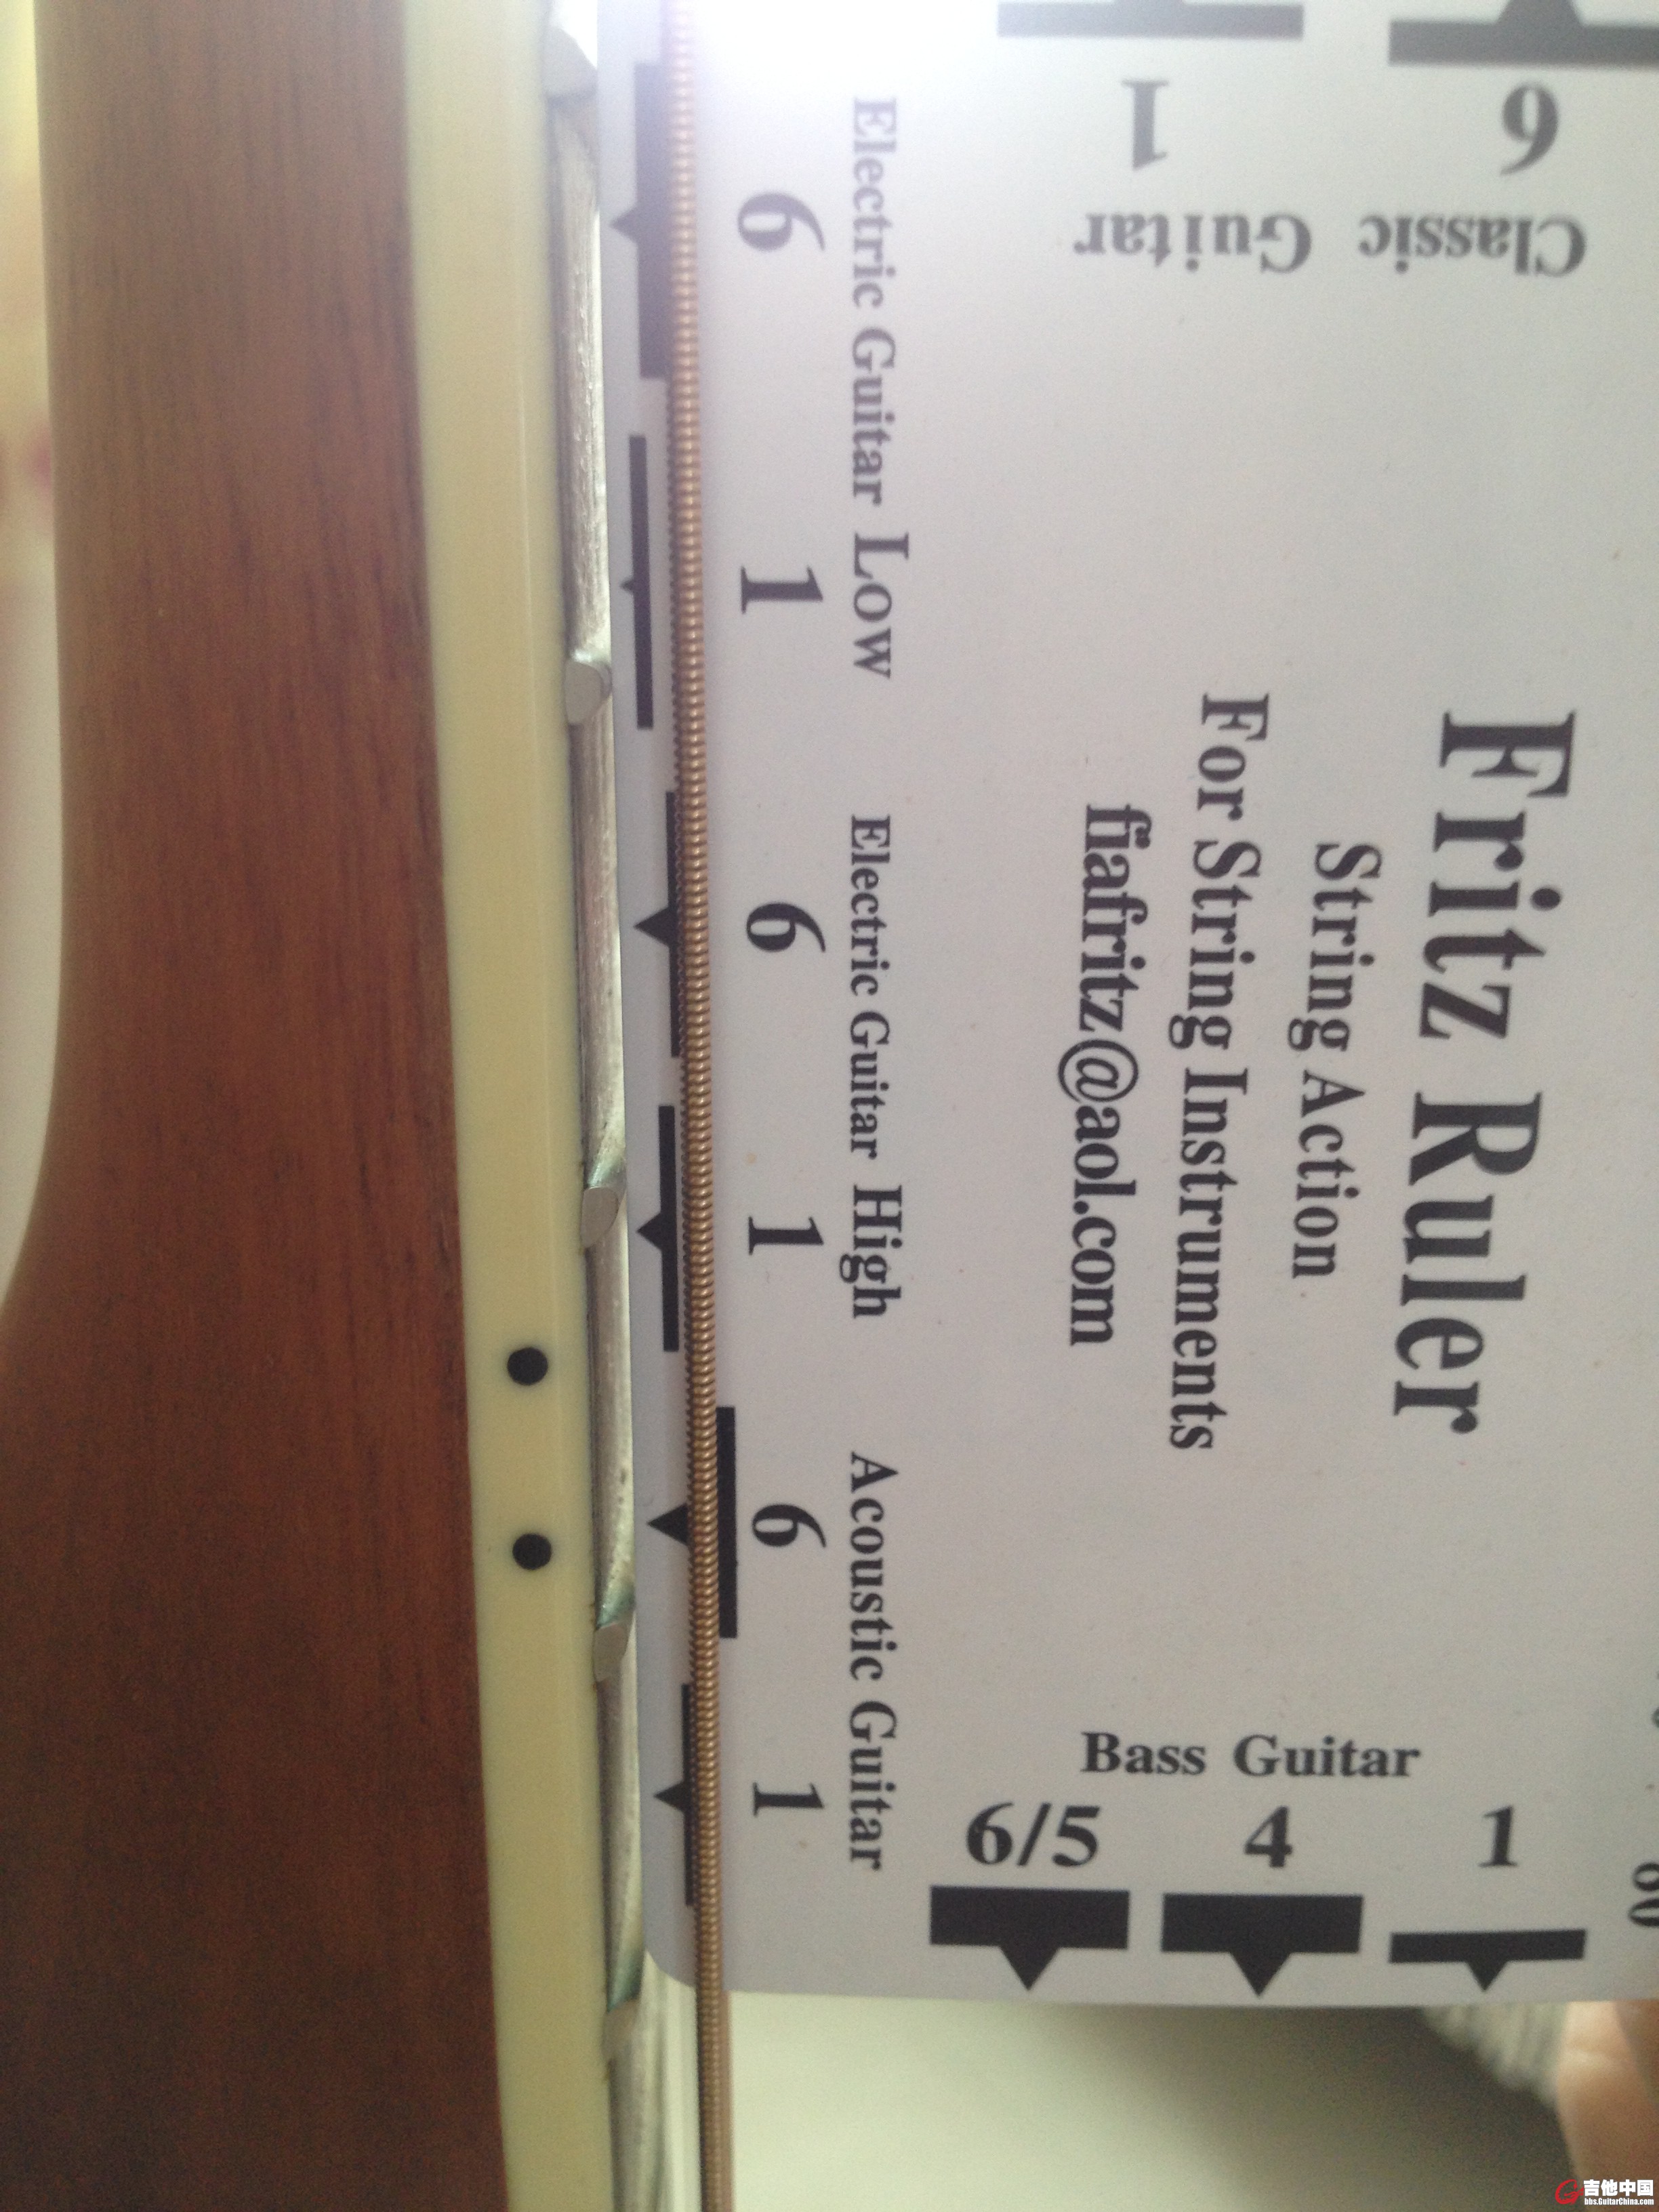 Fritz Ruler
String Action
For String Instruments
fiafritz@aol.com
Electric Guitar Low
6 1
Electric Guitar High
6 1
Acoustic Guitar
6 1
Classic Guitar
6 1
Bass Guitar
6/5 4 1
吉他中国
bbs.GuitarChina.com